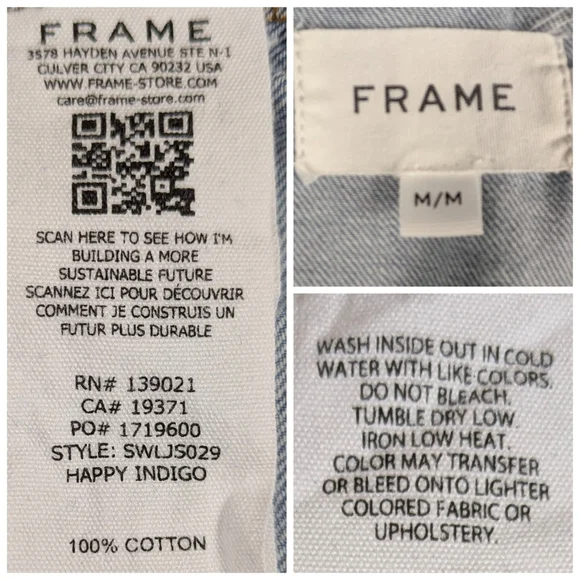 FRAME
3578 HAYDEN AVENUE STE N-1
CULVER CITY CA 90232 USA
WWW.FRAME-STORE.COM
care@frame-store.com
SCAN HERE TO SEE HOW I'M
BUILDING A MORE
SUSTAINABLE FUTURE
SCANNEZ ICI POUR DÉCOUVRIR
COMMENT JE CONSTRUIS UN
FUTUR PLUS DURABLE
RN# 139021
CA# 19371
PO# 1719600
STYLE: SWLJS029
HAPPY INDIGO
100% COTTON
FRAME
M/M
WASH INSIDE OUT IN COLD
WATER WITH LIKE COLORS.
DO NOT BLEACH.
TUMBLE DRY LOW.
IRON LOW HEAT.
COLOR MAY TRANSFER
OR BLEED ONTO LIGHTER
COLORED FABRIC OR
UPHOLSTERY.